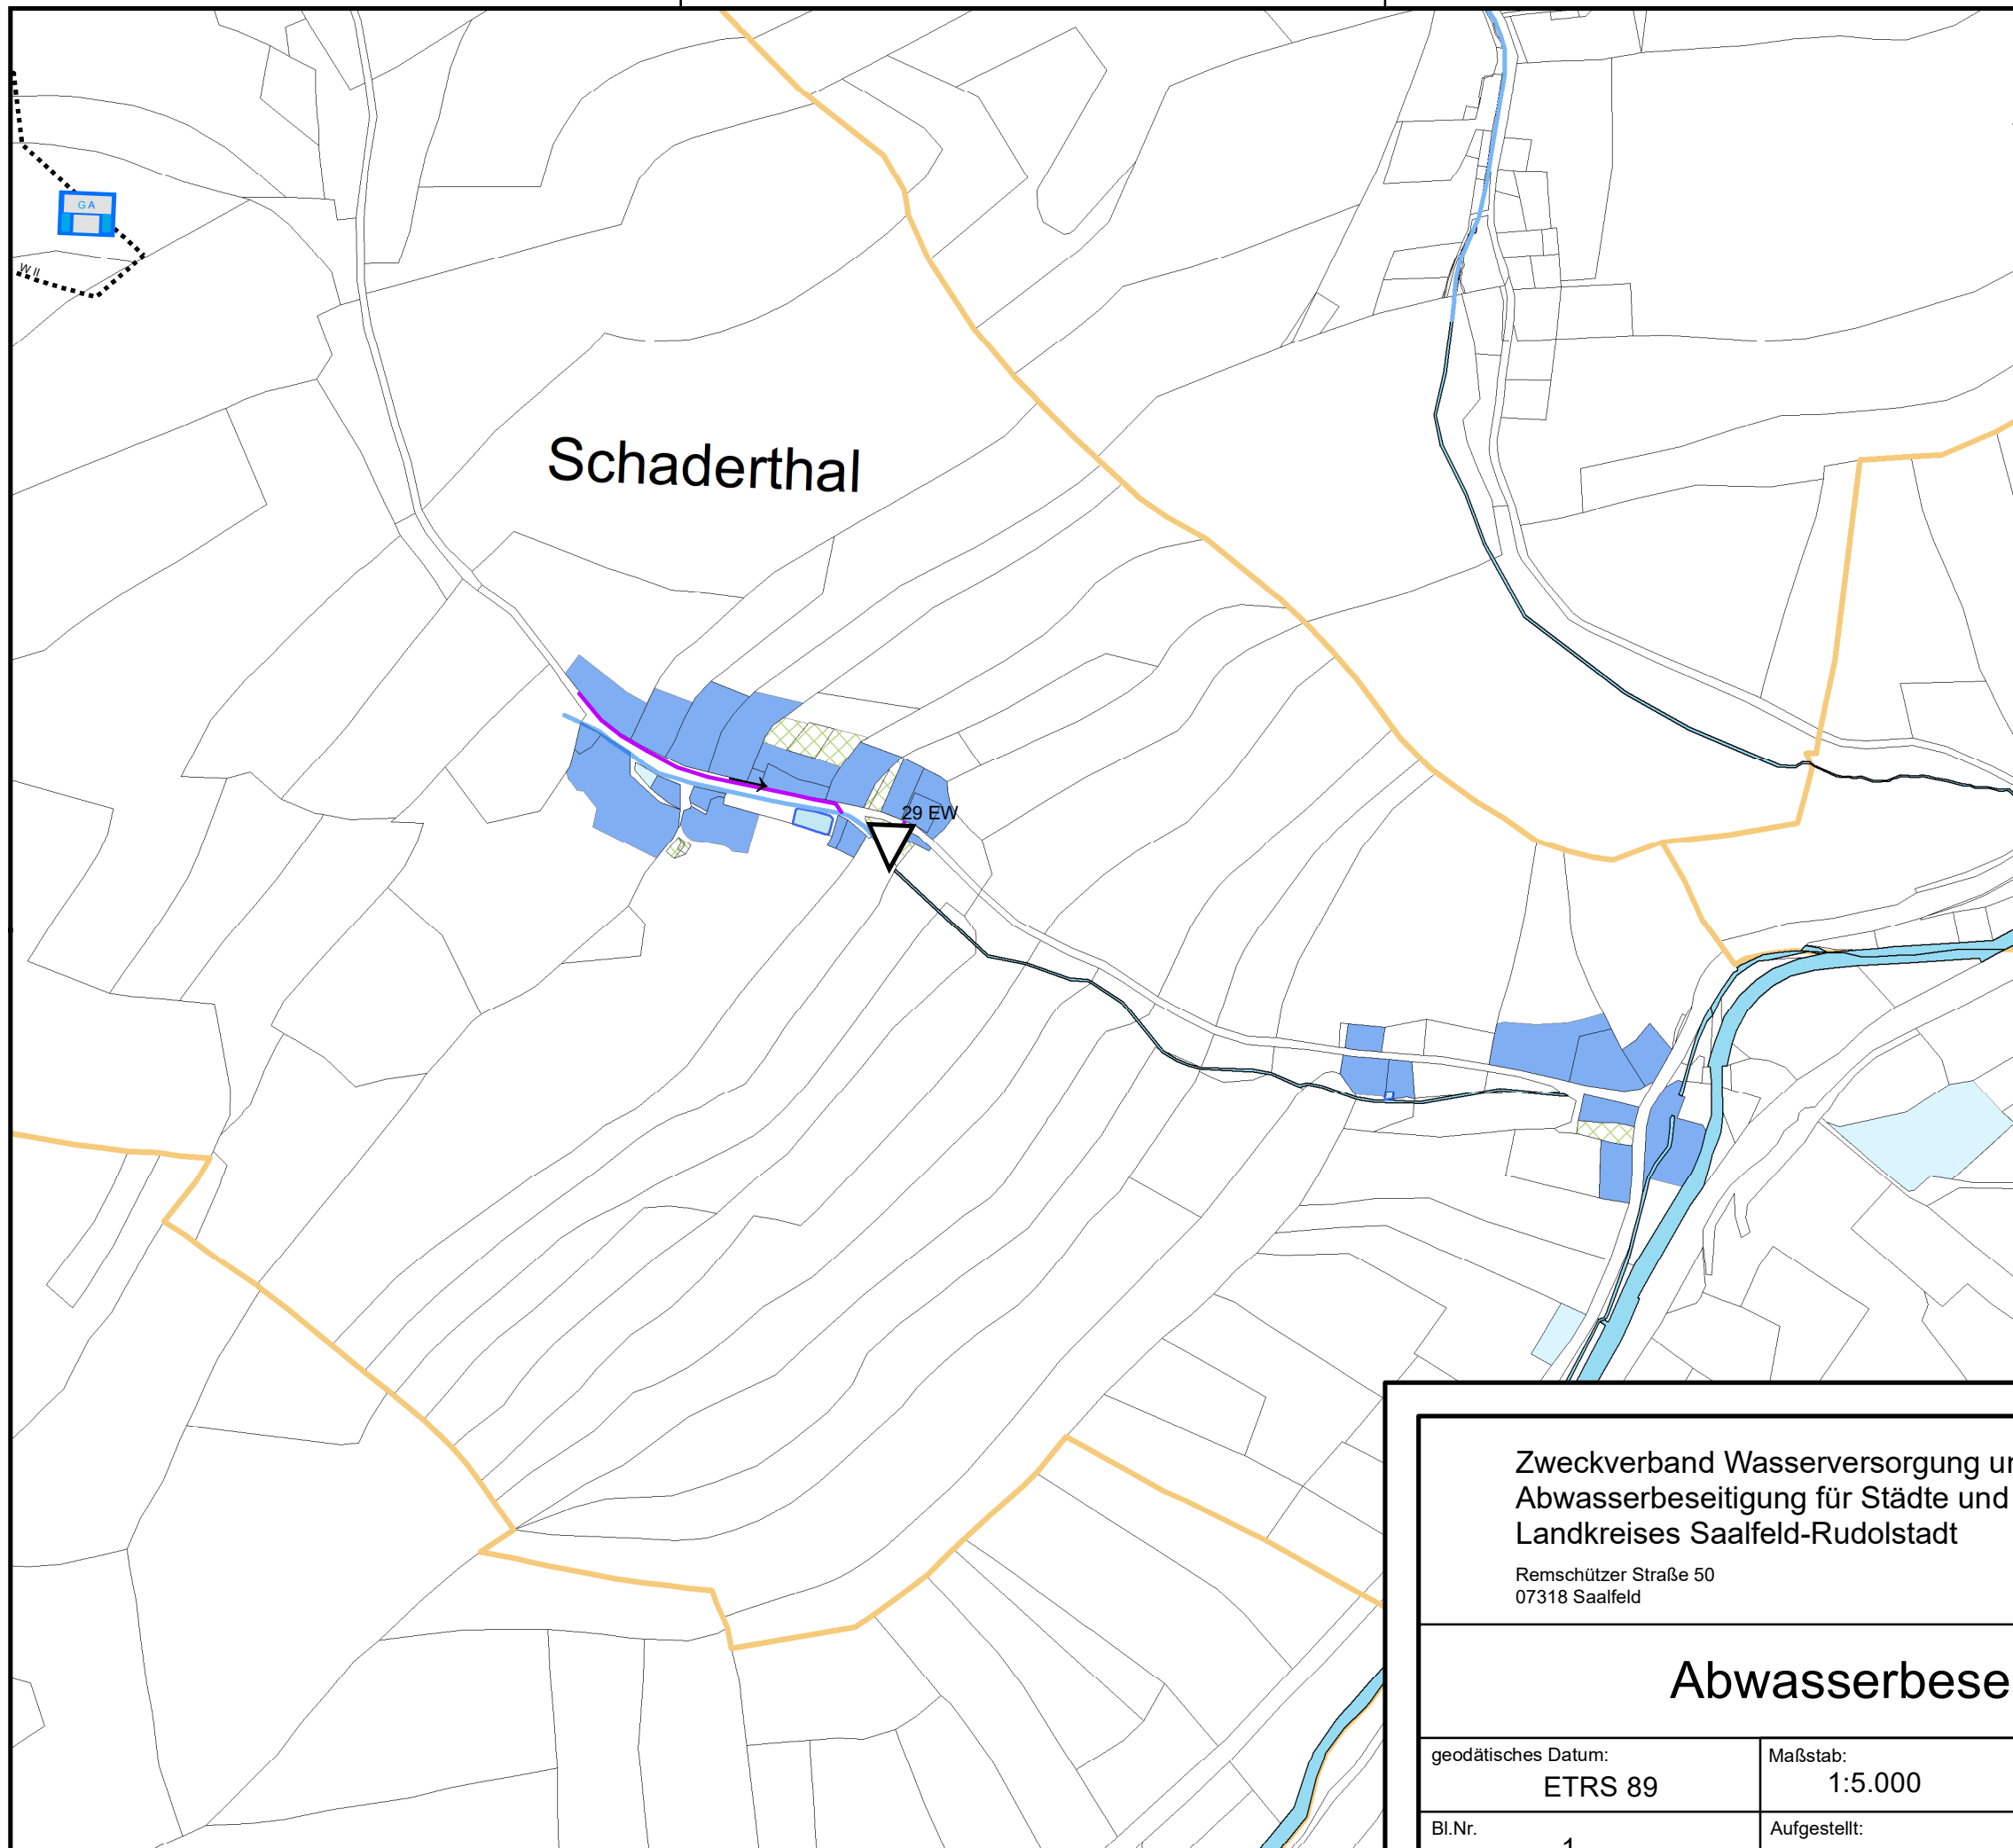 GA
W II
Schaderthal
29 EW
Zweckverband Wasserversorgung
Abwasserbeseitigung für Städte und
Landkreises Saalfeld-Rudolstadt
Remschützer Straße 50
07318 Saalfeld
Abwasserbese
geodätisches Datum:
ETRS 89
Maßstab:
1:5.000
Bl.Nr.
1
Aufgestellt: